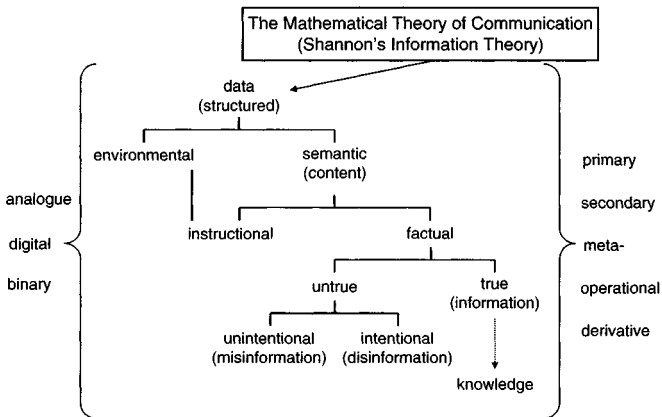 The Mathematical Theory of Communication
(Shannon's Information Theory)
data
(structured)
environmental
semantic
(content)
primary
analogue
secondary
instructional
factual
digital
meta-
binary
untrue
true
(information)
operational
unintentional
(misinformation)
intentional
(disinformation)
derivative
knowledge